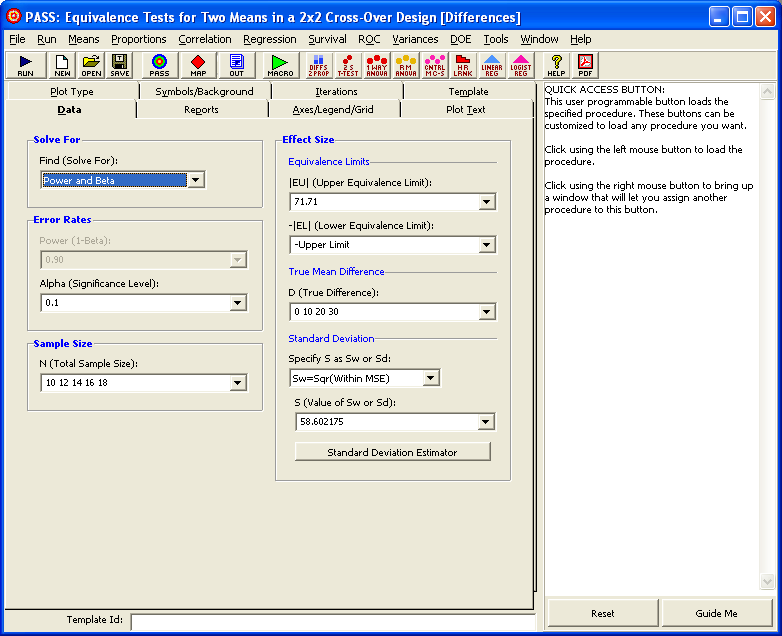 PASS: Equivalence Tests for Two Means in a 2x2 Cross-Over Design [Differences]
File Run Means Proportions Correlation Regression Survival ROC Variances DOE Tools Window Help
RUN NEW OPEN SAVE PASS MAP OUT MACRO DIFFS 2 PROP 2 S T-TEST 1 WAY ANOVA R M ANOVA CNTRL M C-S HR LRNK LINEAR REG LOGIST REG HELP PDF
Plot Type Symbols/Background Iterations Template
Data Reports Axes/Legend/Grid Plot Text
Solve For
Find (Solve For):
Power and Beta
Error Rates
Power (1-Beta):
0.90
Alpha (Significance Level):
0.1
Sample Size
N (Total Sample Size):
10 12 14 16 18
Effect Size
Equivalence Limits
|EU| (Upper Equivalence Limit):
71.71
-|EL| (Lower Equivalence Limit):
-Upper Limit
True Mean Difference
D (True Difference):
0 10 20 30
Standard Deviation
Specify S as Sw or Sd:
Sw=Sqr(Within MSE)
S (Value of Sw or Sd):
58.602175
Standard Deviation Estimator
QUICK ACCESS BUTTON:
This user programmable button loads the
specified procedure. These buttons can be
customized to load any procedure you want.
Click using the left mouse button to load the
procedure.
Click using the right mouse button to bring up
a window that will let you assign another
procedure to this button.
Template Id:
Reset Guide Me